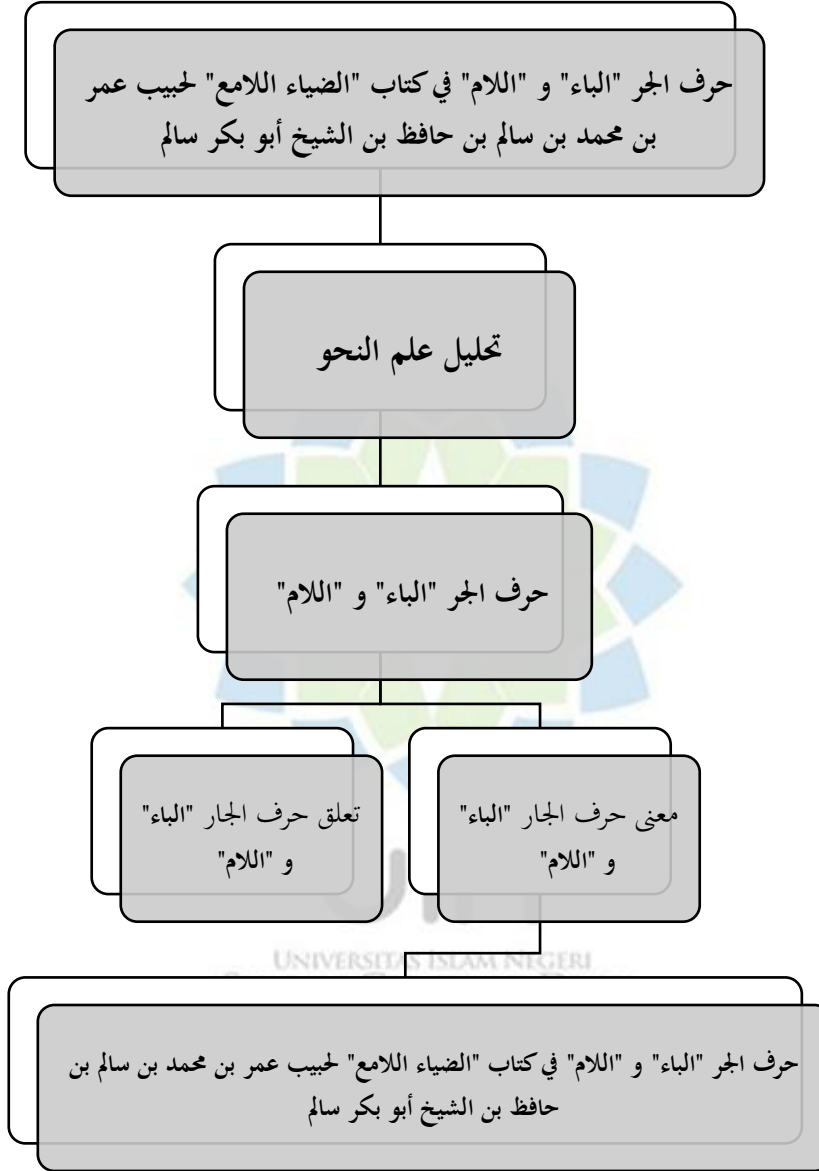 حرف الجر "الباء" و "اللام" في كتاب "الضياء اللامع" لحبيب عمر
بن محمد بن سالم بن حافظ بن الشيخ أبو بكر سالم
تحليل علم النحو
حرف الجر "الباء" و "اللام"
معنى حرف الجار "الباء"
و "اللام"
تعلق حرف الجار "الباء"
و "اللام"
UNIVERSITAS ISLAM NEGERI
حرف الجر "الباء" و "اللام" في كتاب "الضياء اللامع" لحبيب عمر بن محمد بن سالم بن
حافظ بن الشيخ أبو بكر سالم